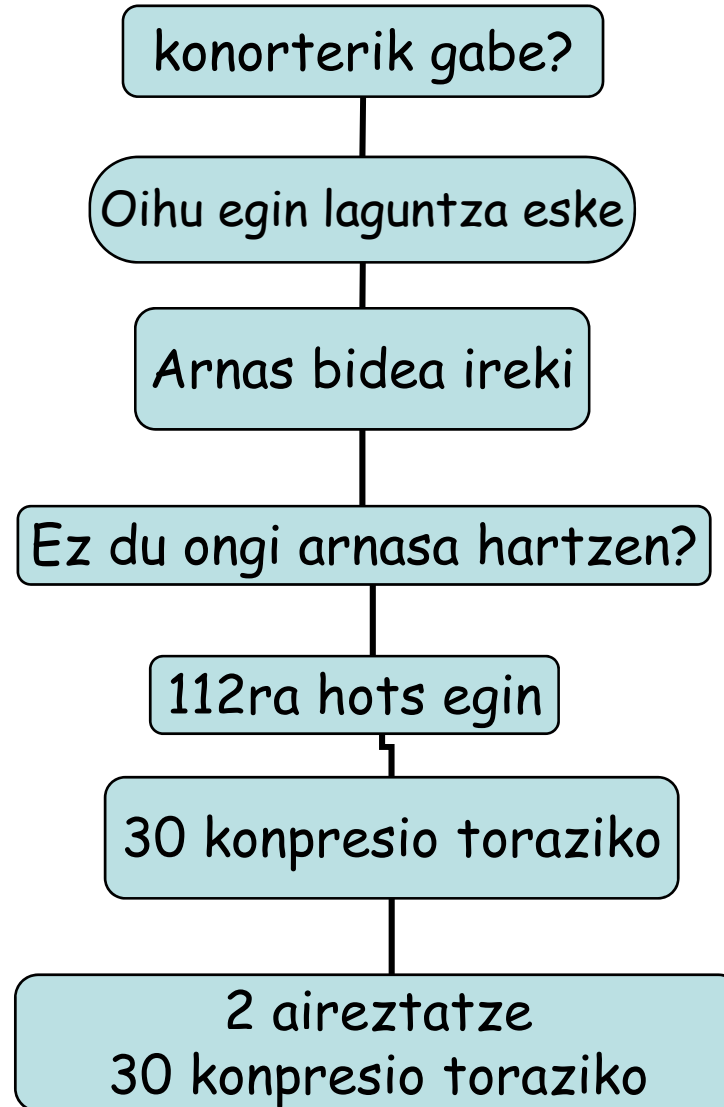 konorterik gabe?
Oihu egin laguntza eske
Arnas bidea ireki
Ez du ongi arnasa hartzen?
112ra hots egin
30 konpresio toraziko
2 aireztatze
30 konpresio toraziko